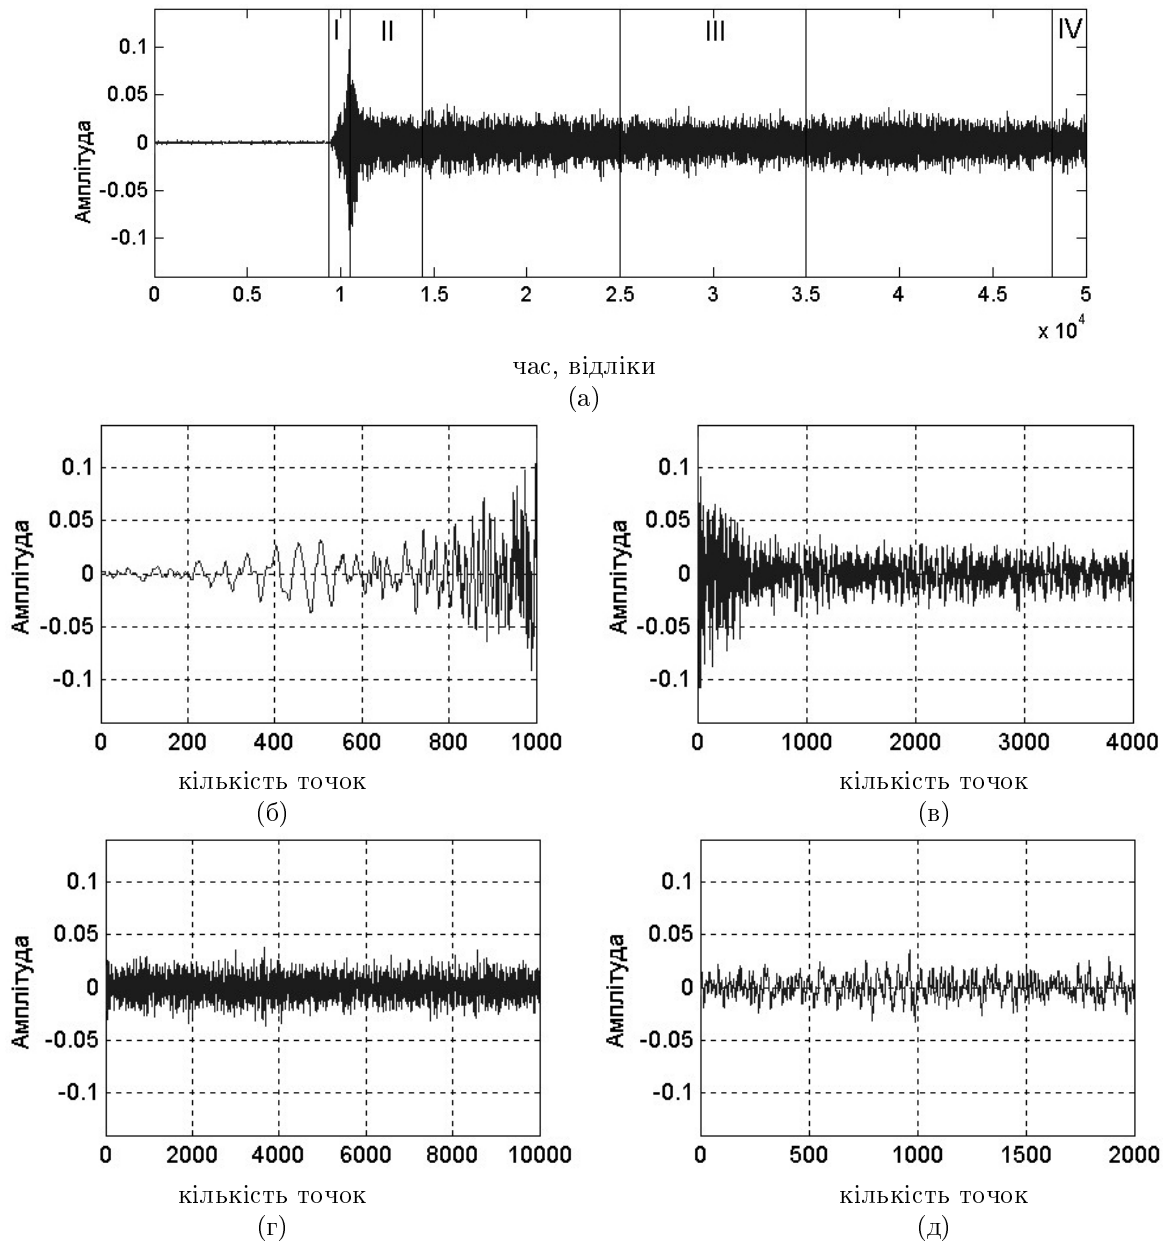 I II III IV
0.1
0.05
0
-0.05
-0.1
Амплітуда
0 0.5 1 1.5 2 2.5 3 3.5 4 4.5 5
x 10^4
час, відліки
(а)
0.1
0.05
0
-0.05
-0.1
Амплітуда
0 200 400 600 800 1000
кількість точок
(б)
0.1
0.05
0
-0.05
-0.1
Амплітуда
0 1000 2000 3000 4000
кількість точок
(в)
0.1
0.05
0
-0.05
-0.1
Амплітуда
0 2000 4000 6000 8000 10000
кількість точок
(г)
0.1
0.05
0
-0.05
-0.1
Амплітуда
0 500 1000 1500 2000
кількість точок
(д)